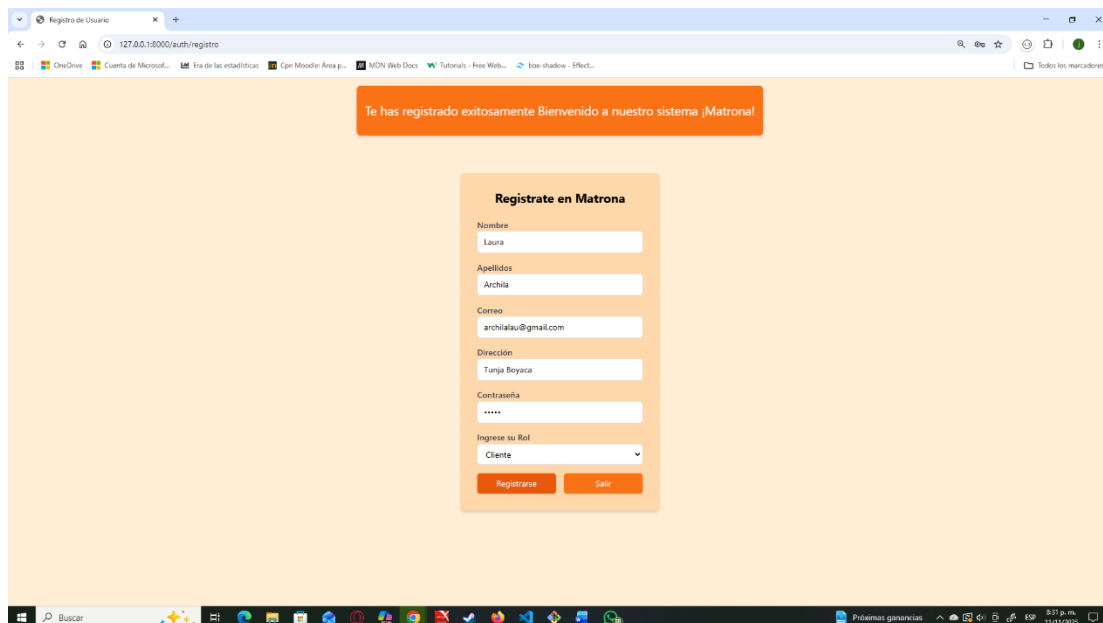 Registro de Usuario
127.0.0.1:8000/auth/registro
OneDrive Cuenta de Microsof... Era de las estadísticas Cpn Moodle: Área p... MDN Web Docs Tutorials - Free Web... box-shadow - Effect... Todos los marcadores
Te has registrado exitosamente Bienvenido a nuestro sistema ¡Matrona!
Registrate en Matrona
Nombre
Laura
Apellidos
Archila
Correo
archilalau@gmail.com
Dirección
Tunja Boyaca
Contraseña
•••••
Ingrese su Rol
Cliente
Registrarse Salir
Buscar Próximas ganancias ESP 8:31 p. m.
11/11/2025